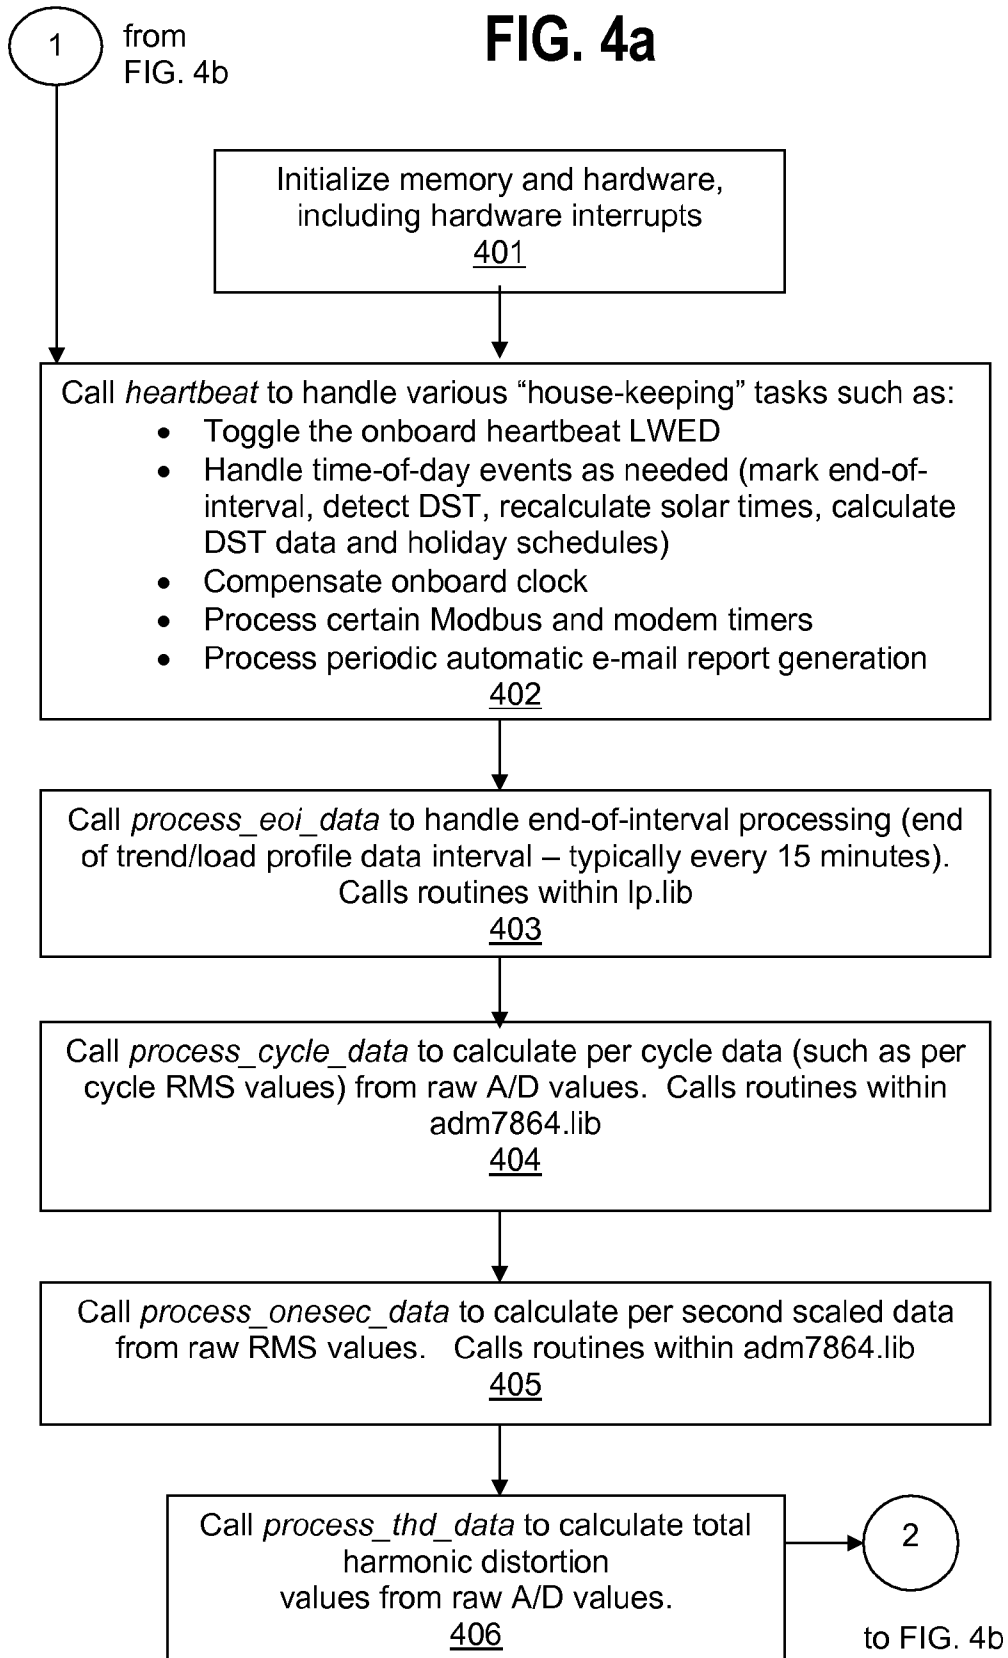 FIG. 4a
1
from
FIG. 4b
Initialize memory and hardware,
including hardware interrupts
401
Call heartbeat to handle various “house-keeping” tasks such as:
• Toggle the onboard heartbeat LWED
• Handle time-of-day events as needed (mark end-of-
interval, detect DST, recalculate solar times, calculate
DST data and holiday schedules)
• Compensate onboard clock
• Process certain Modbus and modem timers
• Process periodic automatic e-mail report generation
402
Call process_eoi_data to handle end-of-interval processing (end
of trend/load profile data interval – typically every 15 minutes).
Calls routines within lp.lib
403
Call process_cycle_data to calculate per cycle data (such as per
cycle RMS values) from raw A/D values. Calls routines within
adm7864.lib
404
Call process_onesec_data to calculate per second scaled data
from raw RMS values. Calls routines within adm7864.lib
405
Call process_thd_data to calculate total
harmonic distortion
values from raw A/D values.
406
2
to FIG. 4b